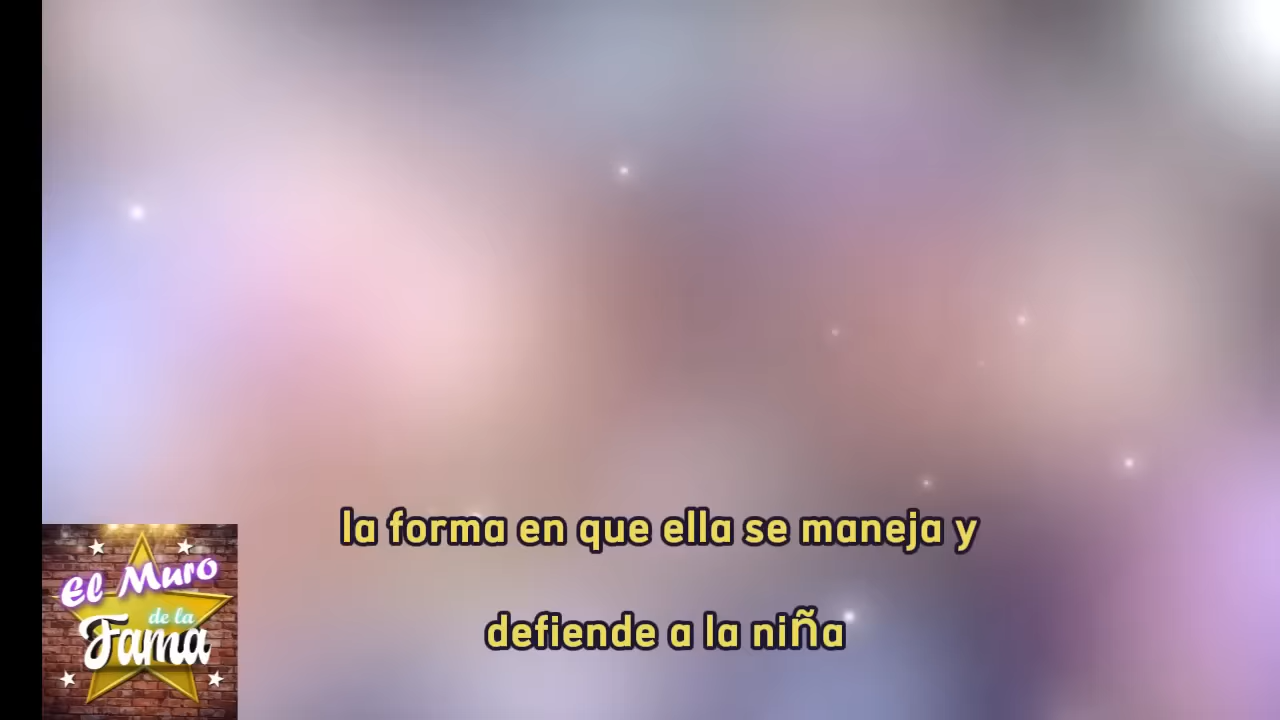 la forma en que ella se maneja y
defiende a la niña
El Muro
de la
Fama